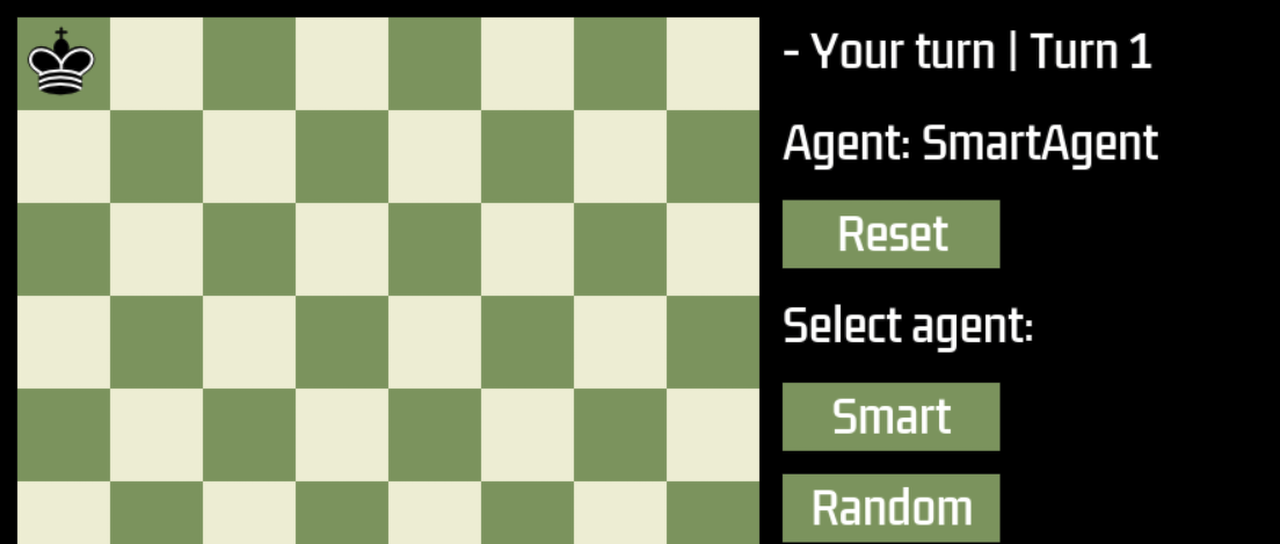 - Your turn | Turn 1
Agent: SmartAgent
Reset
Select agent:
Smart
Random